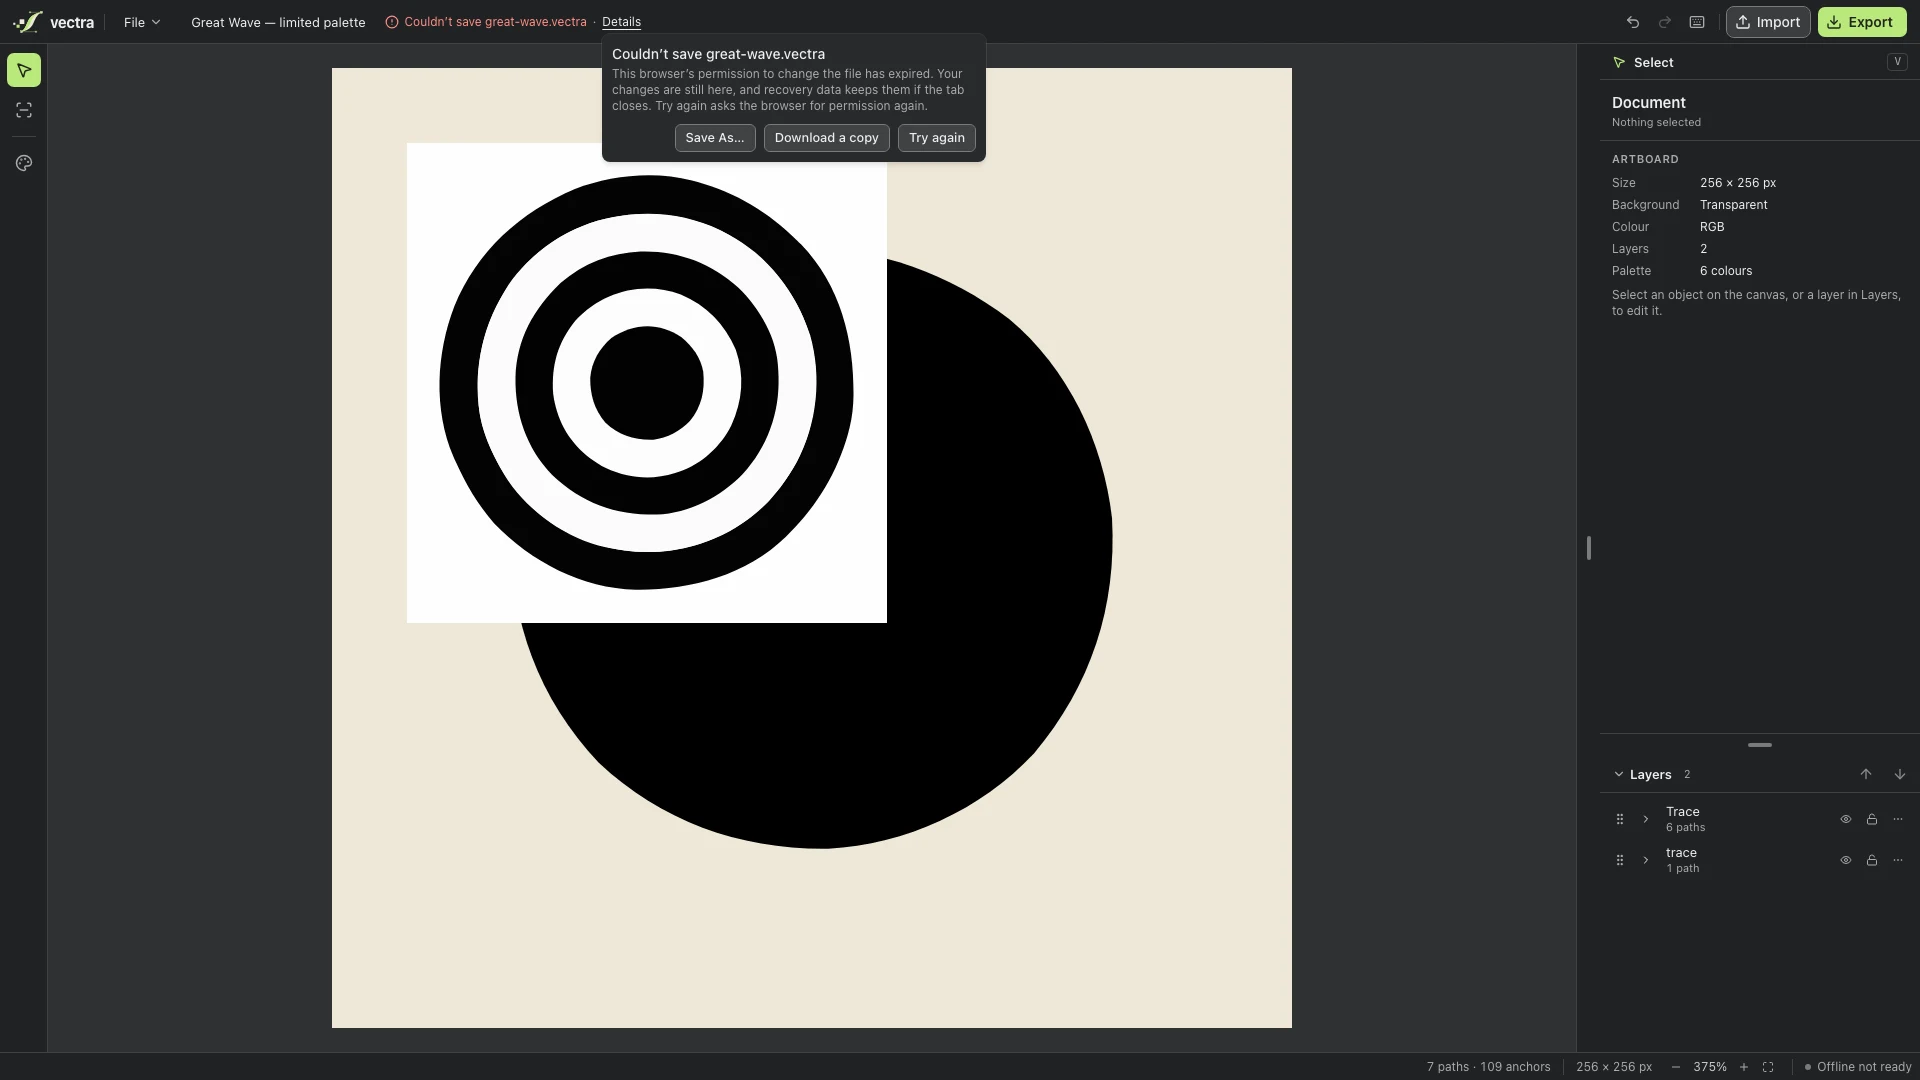 vectra
File
Great Wave — limited palette
Couldn’t save great-wave.vectra · Details
Import
Export
Couldn’t save great-wave.vectra
This browser’s permission to change the file has expired. Your
changes are still here, and recovery data keeps them if the tab
closes. Try again asks the browser for permission again.
Save As…
Download a copy
Try again
Select
V
Document
Nothing selected
ARTBOARD
Size 256 × 256 px
Background Transparent
Colour RGB
Layers 2
Palette 6 colours
Select an object on the canvas, or a layer in Layers,
to edit it.
Layers 2
Trace
6 paths
trace
1 path
7 paths · 109 anchors
256 × 256 px
375%
Offline not ready